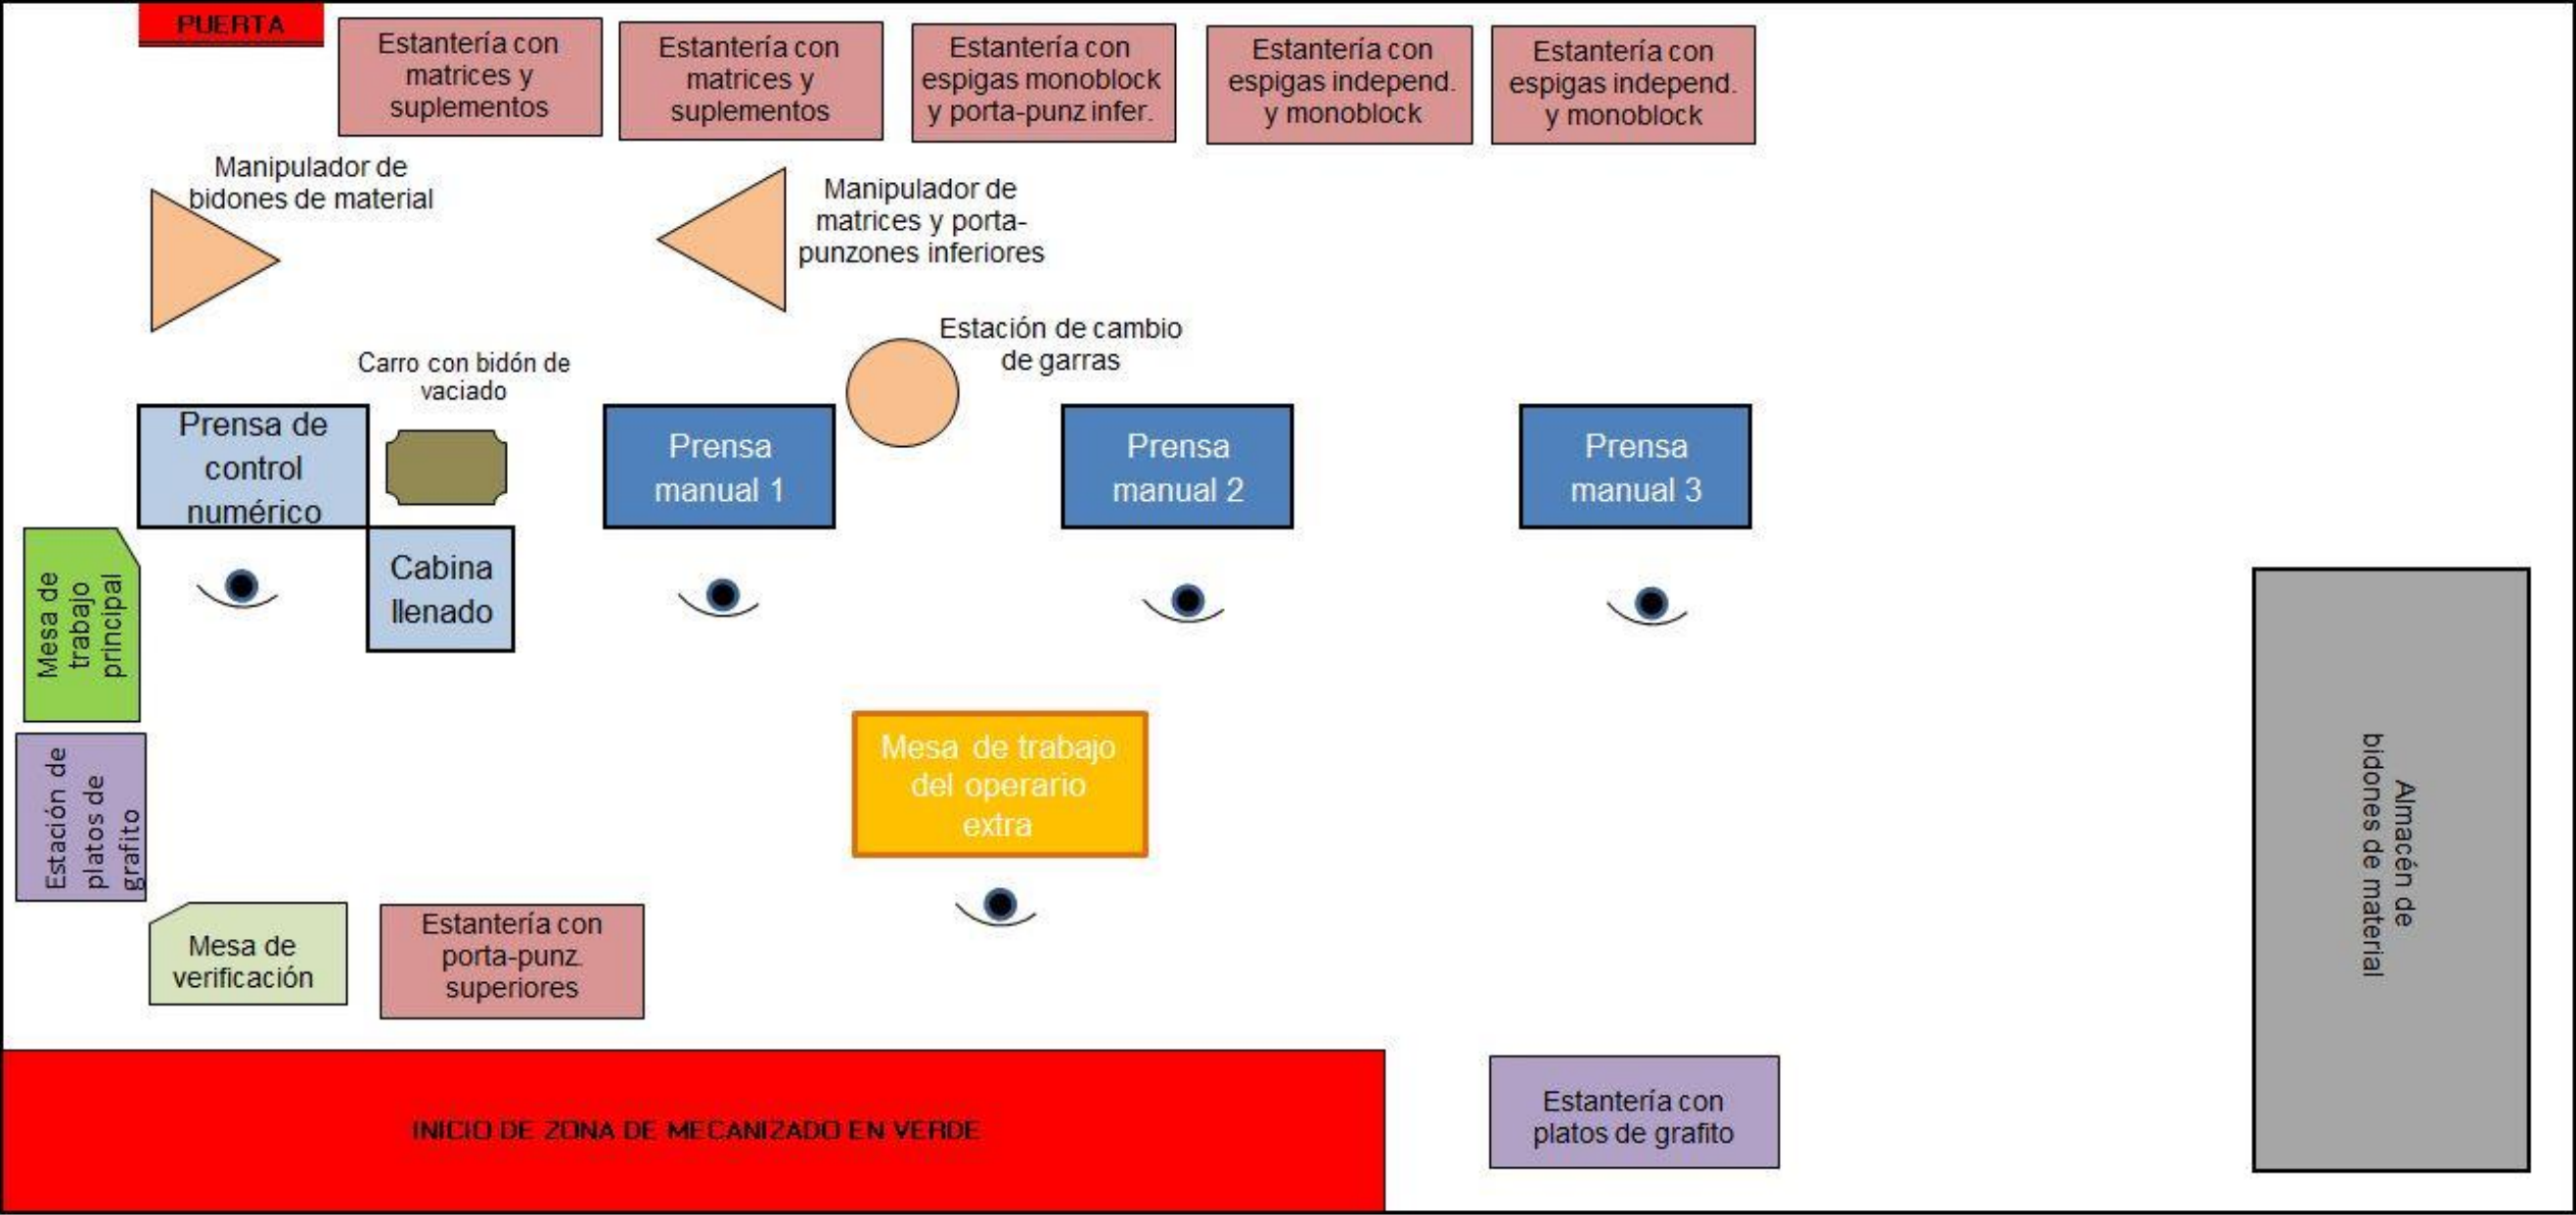 PUERTA
Estantería con
matrices y
suplementos
Estantería con
matrices y
suplementos
Estantería con
espigas monoblock
y porta-punz infer.
Estantería con
espigas independ.
y monoblock
Estantería con
espigas independ.
y monoblock
Manipulador de
bidones de material
Manipulador de
matrices y porta-
punzones inferiores
Estación de cambio
de garras
Carro con bidón de
vaciado
Prensa de
control
numérico
Prensa
manual 1
Prensa
manual 2
Prensa
manual 3
Cabina
llenado
Mesa de
trabajo
principal
Estación de
platos de
grafito
Mesa de trabajo
del operario
extra
Almacén de
bidones de material
Mesa de
verificación
Estantería con
porta-punz.
superiores
INICIO DE ZONA DE MECANIZADO EN VERDE
Estantería con
platos de grafito